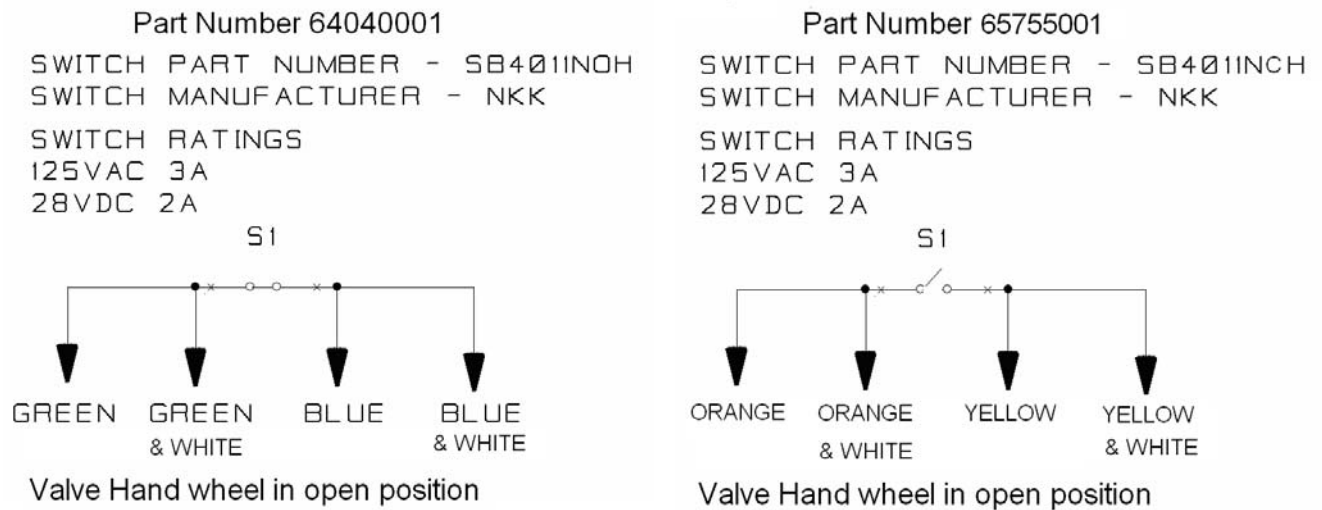 Part Number 64040001
SWITCH PART NUMBER - SB4011NOH
SWITCH MANUFACTURER - NKK
SWITCH RATINGS
125VAC 3A
28VDC 2A
S1
GREEN GREEN & WHITE BLUE BLUE & WHITE
Valve Hand wheel in open position
Part Number 65755001
SWITCH PART NUMBER - SB4011NCH
SWITCH MANUFACTURER - NKK
SWITCH RATINGS
125VAC 3A
28VDC 2A
S1
ORANGE ORANGE & WHITE YELLOW YELLOW & WHITE
Valve Hand wheel in open position